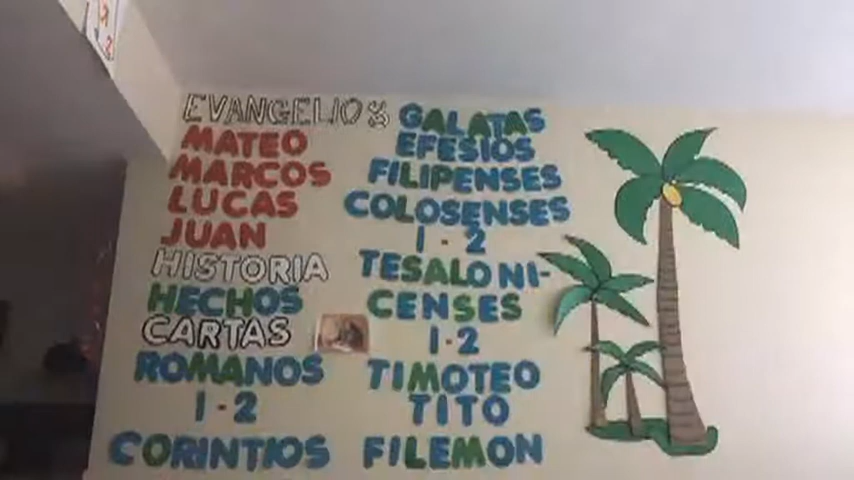 EVANGELIOS
MATEO
MARCOS
LUCAS
JUAN
HISTORIA
HECHOS
CARTAS
ROMANOS
1-2
CORINTIOS
GALATAS
EFESIOS
FILIPENSES
COLOSENSES
1-2
TESALONI-
CENSES
1-2
TIMOTEO
TITO
FILEMON